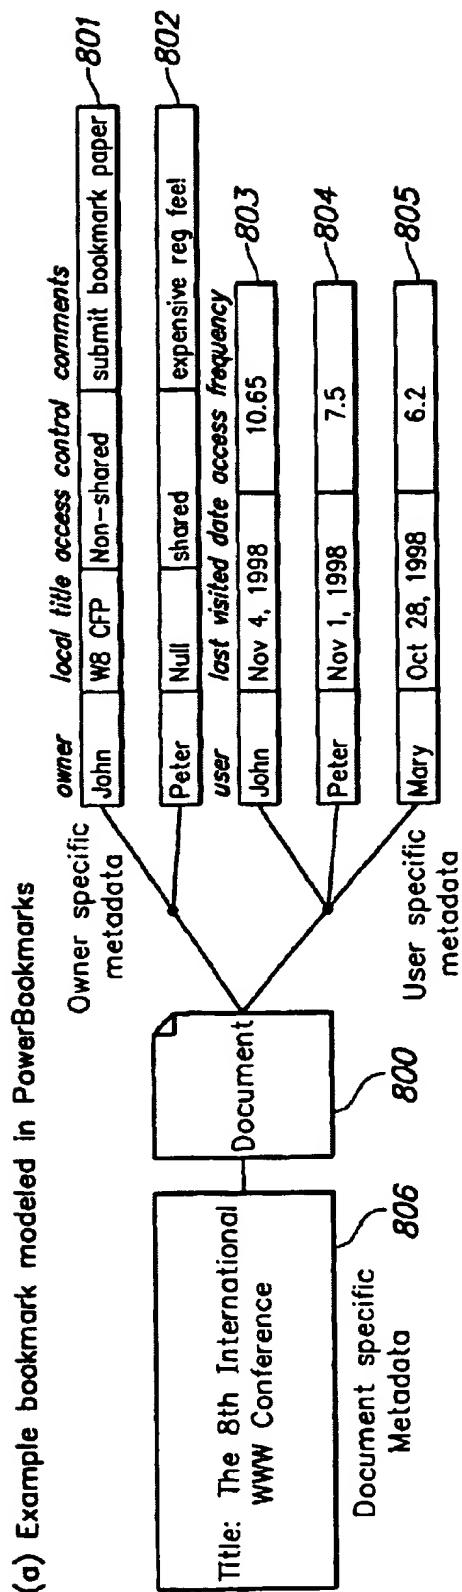 (a) Example bookmark modeled in PowerBookmarks
Title: The 8th International
WWW Conference
806
Document specific
Metadata
Document
800
Owner specific
metadata
owner local title access control comments
John W8 CFP Non-shared submit bookmark paper 801
Peter Null shared expensive reg fee! 802
user last visited date access frequency
John Nov 4, 1998 10.65 803
Peter Nov 1, 1998 7.5 804
Mary Oct 28, 1998 6.2 805
User specific
metadata